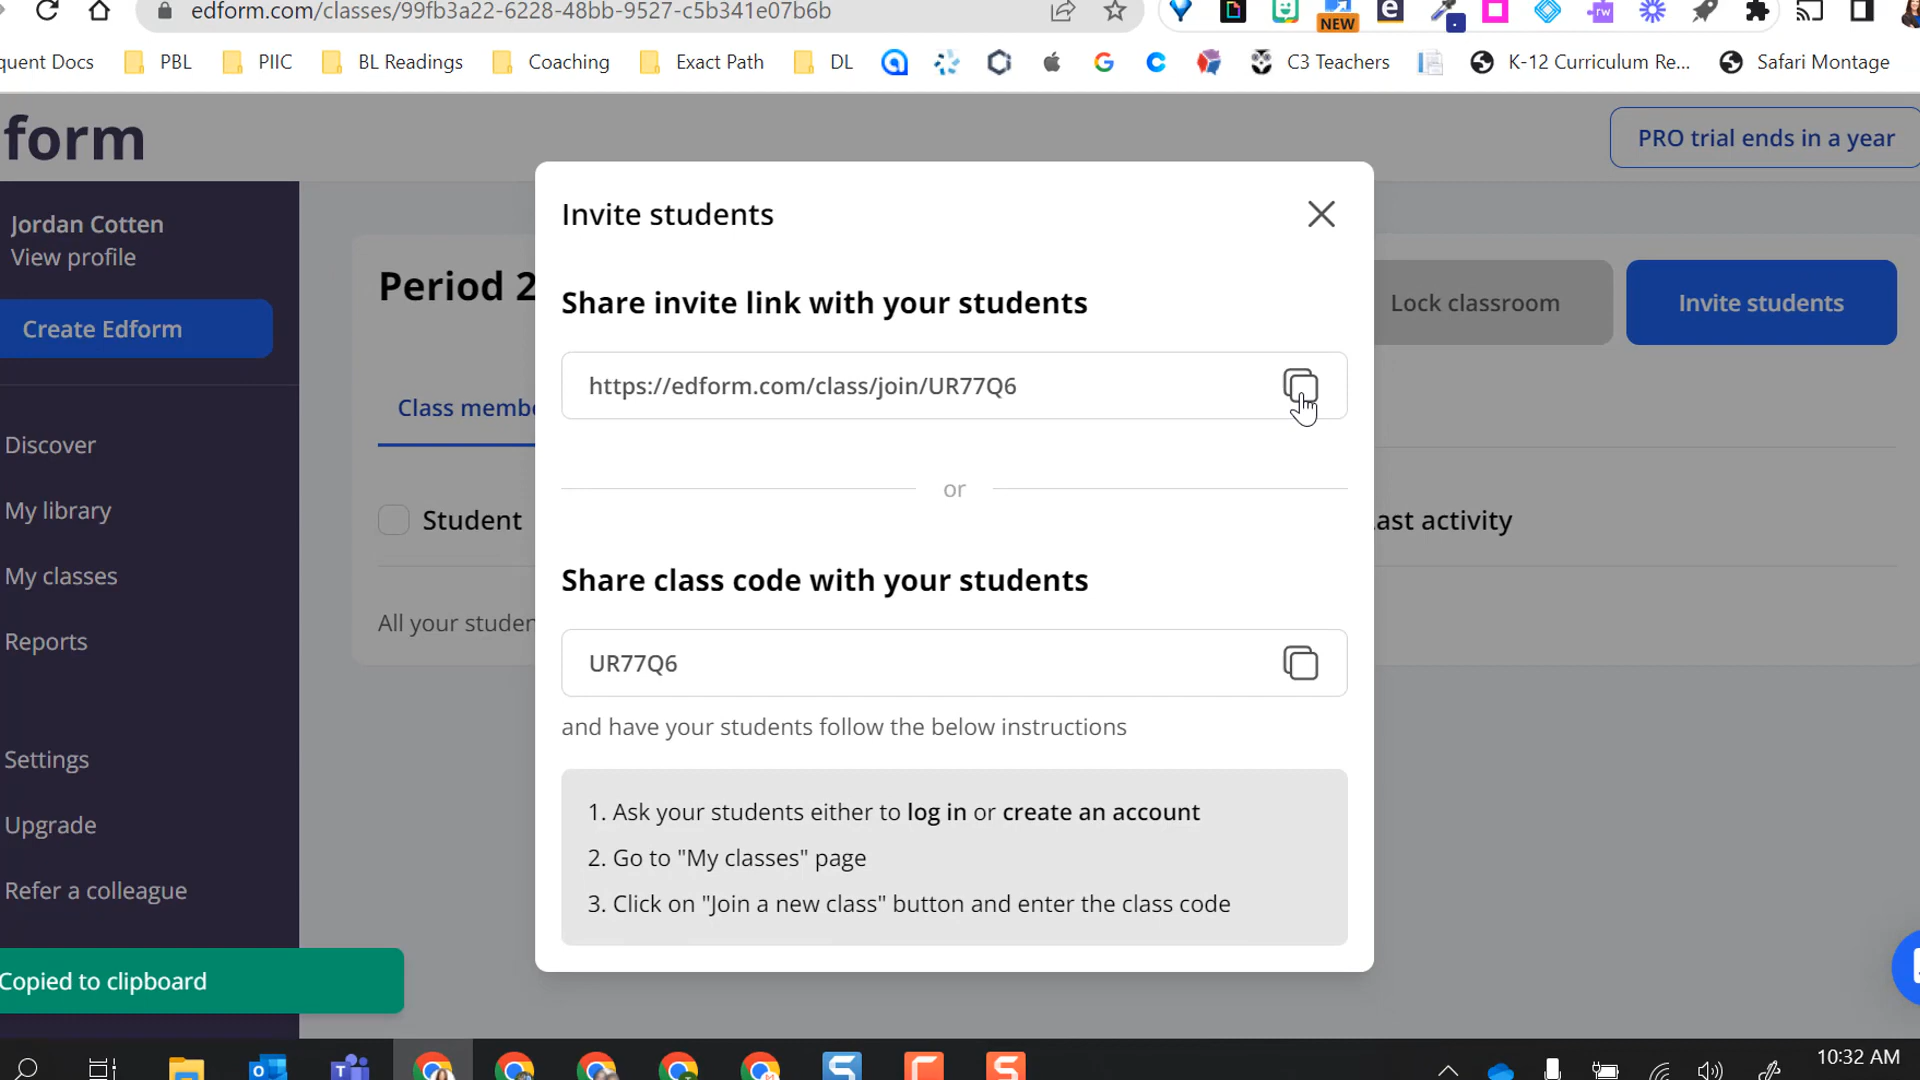 edform.com/classes/99fb3a22-6228-48bb-9527-c5b341e07b6b
NEW
quent Docs
PBL
PIIC
BL Readings
Coaching
Exact Path
DL
C3 Teachers
K-12 Curriculum Re...
Safari Montage
form
PRO trial ends in a year
Jordan Cotten
View profile
Create Edform
Discover
My library
My classes
Reports
Settings
Upgrade
Refer a colleague
Copied to clipboard
Period 2
Lock classroom
Invite students
Class membe
Student
ast activity
All your studen
Invite students
Share invite link with your students
https://edform.com/class/join/UR77Q6
or
Share class code with your students
UR77Q6
and have your students follow the below instructions
1. Ask your students either to log in or create an account
2. Go to "My classes" page
3. Click on "Join a new class" button and enter the class code
10:32 AM